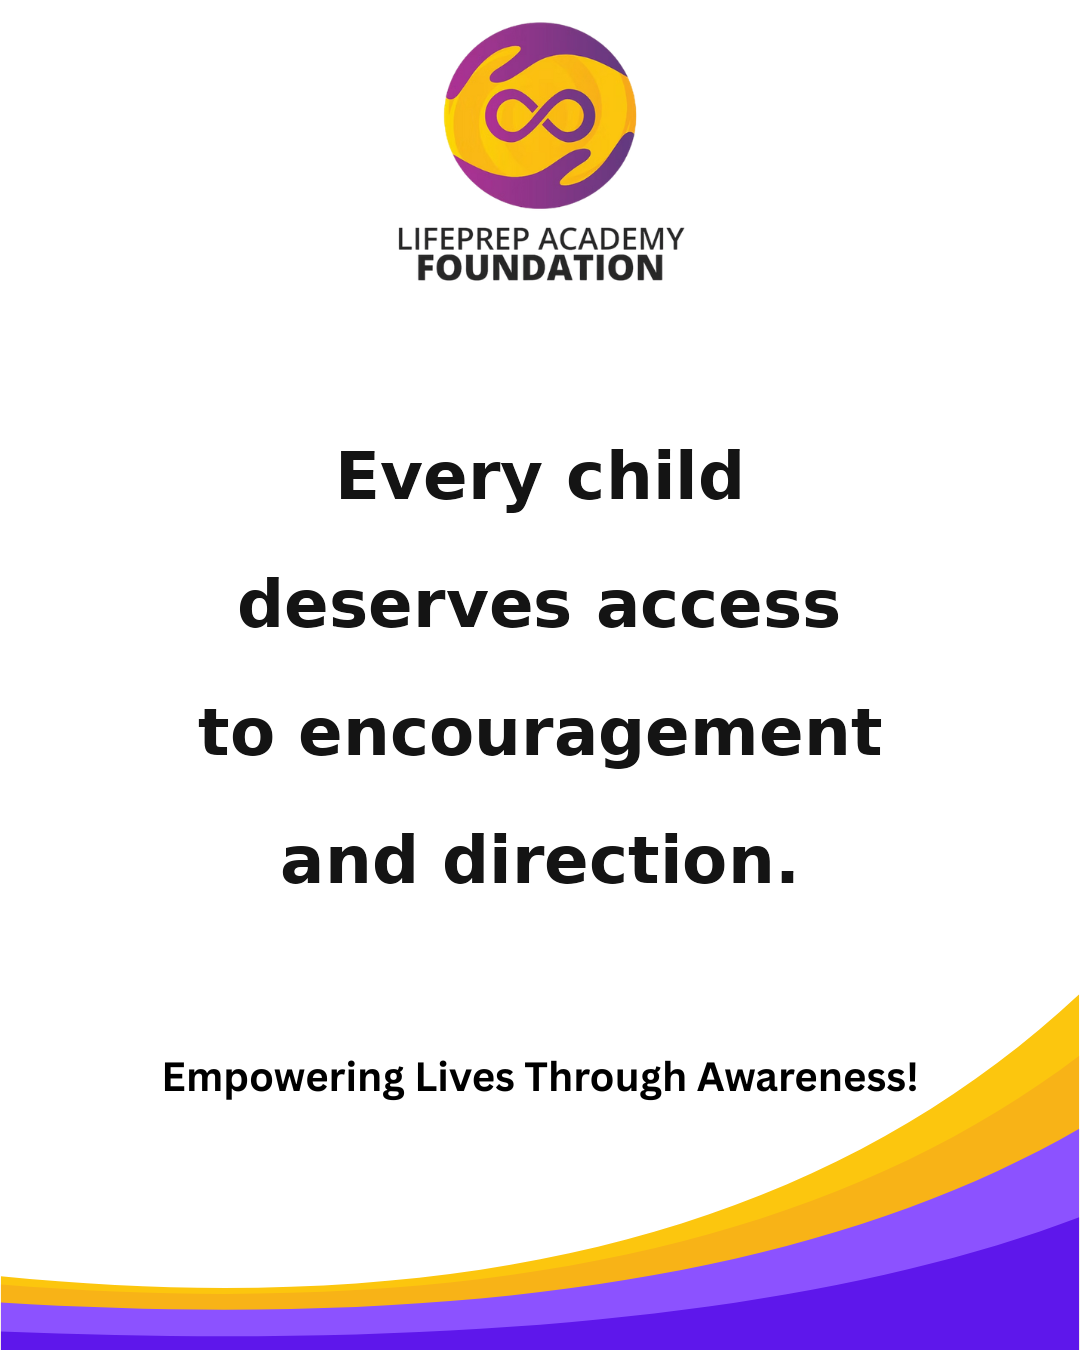 LIFEPREP ACADEMY
FOUNDATION
Every child
deserves access
to encouragement
and direction.
Empowering Lives Through Awareness!